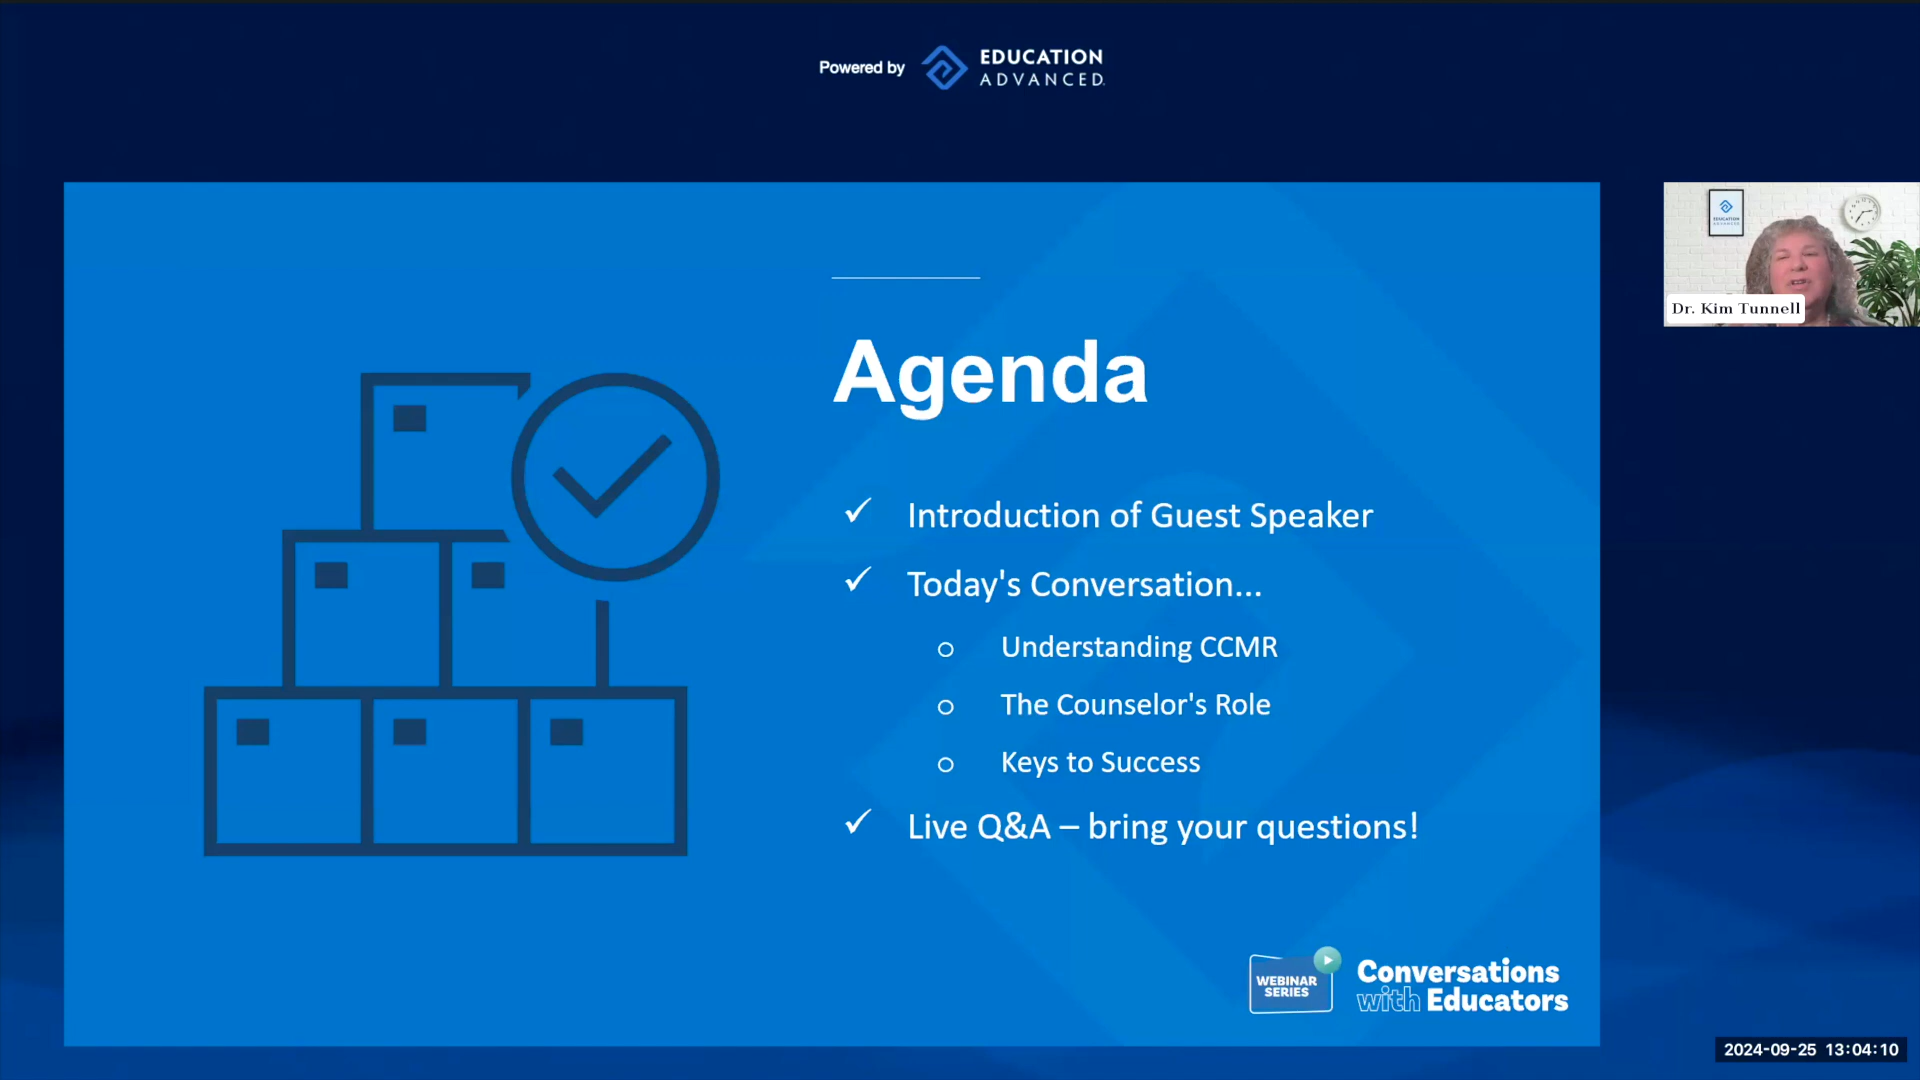 Powered by
EDUCATION
ADVANCED
Agenda
✓ Introduction of Guest Speaker
✓ Today's Conversation...
o Understanding CCMR
o The Counselor's Role
o Keys to Success
✓ Live Q&A – bring your questions!
WEBINAR
SERIES
Conversations
with Educators
EDUCATION
Dr. Kim Tunnell
2024-09-25 13:04:10